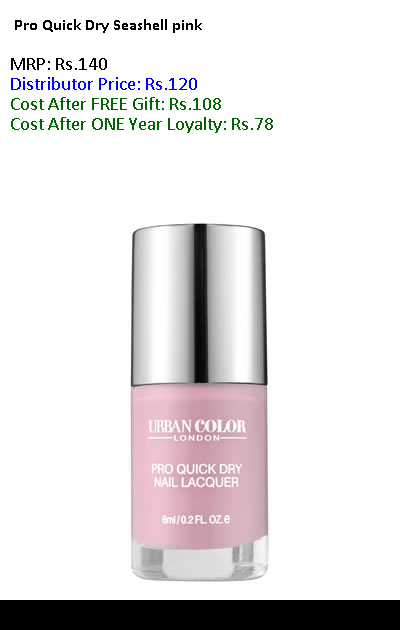 Pro Quick Dry Seashell pink
MRP: Rs.140
Distributor Price: Rs.120
Cost After FREE Gift: Rs.108
Cost After ONE Year Loyalty: Rs.78
URBAN COLOR
LONDON
PRO QUICK DRY
NAIL LACQUER
6ml / 0.2 FL. OZ. e